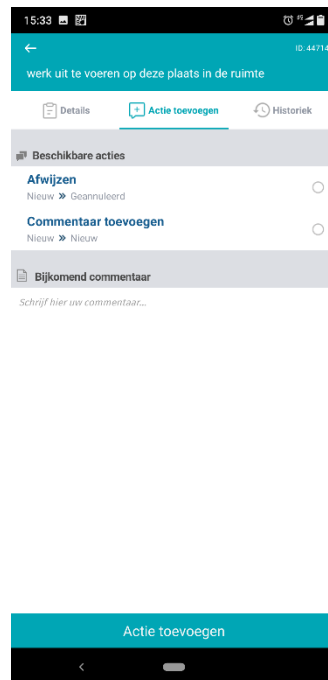 15:33
ID: 44714
werk uit te voeren op deze plaats in de ruimte
Details
Actie toevoegen
Historiek
Beschikbare acties
Afwijzen
Nieuw » Geannuleerd
Commentaar toevoegen
Nieuw » Nieuw
Bijkomend commentaar
Schrijf hier uw commentaar...
Actie toevoegen